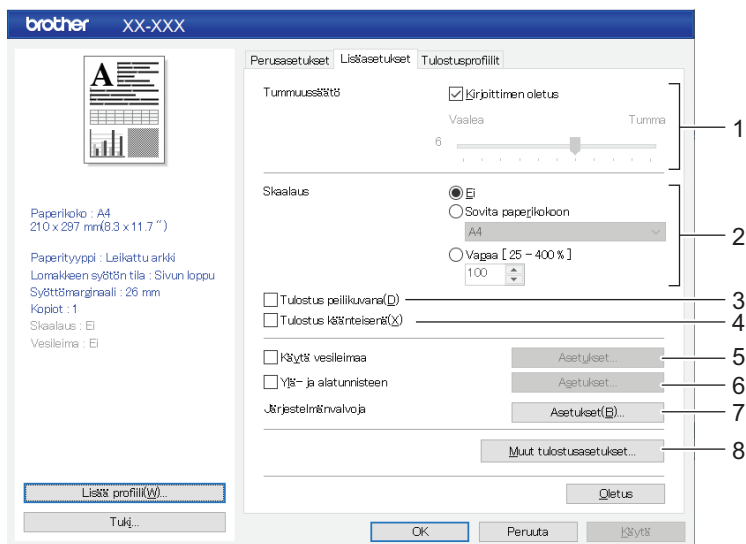 brother XX-XXX
Perusasetukset Lisäasetukset Tulostusprofiilit
Tummuussäätö
Kirjoittimen oletus
Vaalea Tumma
6
1
Skaalaus
Ei
Sovita paperikokoon
A4
Vapaa [ 25 – 400 % ]
100
2
Tulostus peilikuvana(D)
3
Tulostus käänteisenä(X)
4
Käytä vesileimaa Asetukset...
5
Ylä- ja alatunnisteen Asetukset...
6
Järjestelmänvalvoja Asetukset(B)...
7
Muut tulostusasetukset...
8
Oletus
A
Paperikoko : A4
210 x 297 mm(8.3 x 11.7 ")
Paperityyppi : Leikattu arkki
Lomakkeen syötön tila : Sivun loppu
Syöttömarginaali : 26 mm
Kopiot : 1
Skaalaus : Ei
Vesileima : Ei
Lisää profiili(W)...
Tuki...
OK Peruuta Käytä